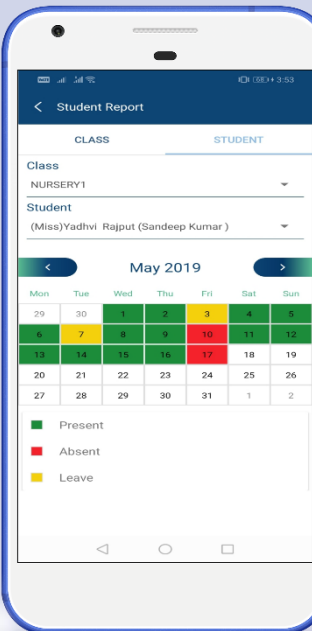 3:53
Student Report
CLASS STUDENT
Class
NURSERY1
Student
(Miss)Yadhvi Rajput (Sandeep Kumar )
< May 2019 >
Mon Tue Wed Thu Fri Sat Sun
29 30 1 2 3 4 5
6 7 8 9 10 11 12
13 14 15 16 17 18 19
20 21 22 23 24 25 26
27 28 29 30 31 1 2
Present
Absent
Leave